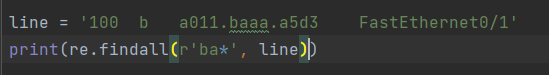 line = '100  b   a011.baaa.a5d3    FastEthernet0/1'
print(re.findall(r'ba*', line))